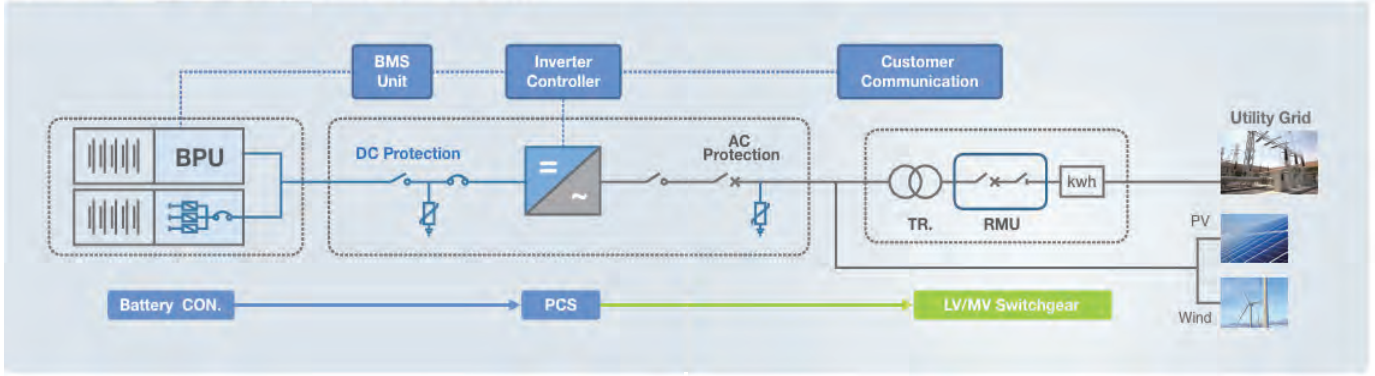 BMS
Unit
Inverter
Controller
Customer
Communication
Utility Grid
BPU
DC Protection
AC
Protection
=
~
kwh
TR.
RMU
PV
Wind
Battery CON.
PCS
LV/MV Switchgear